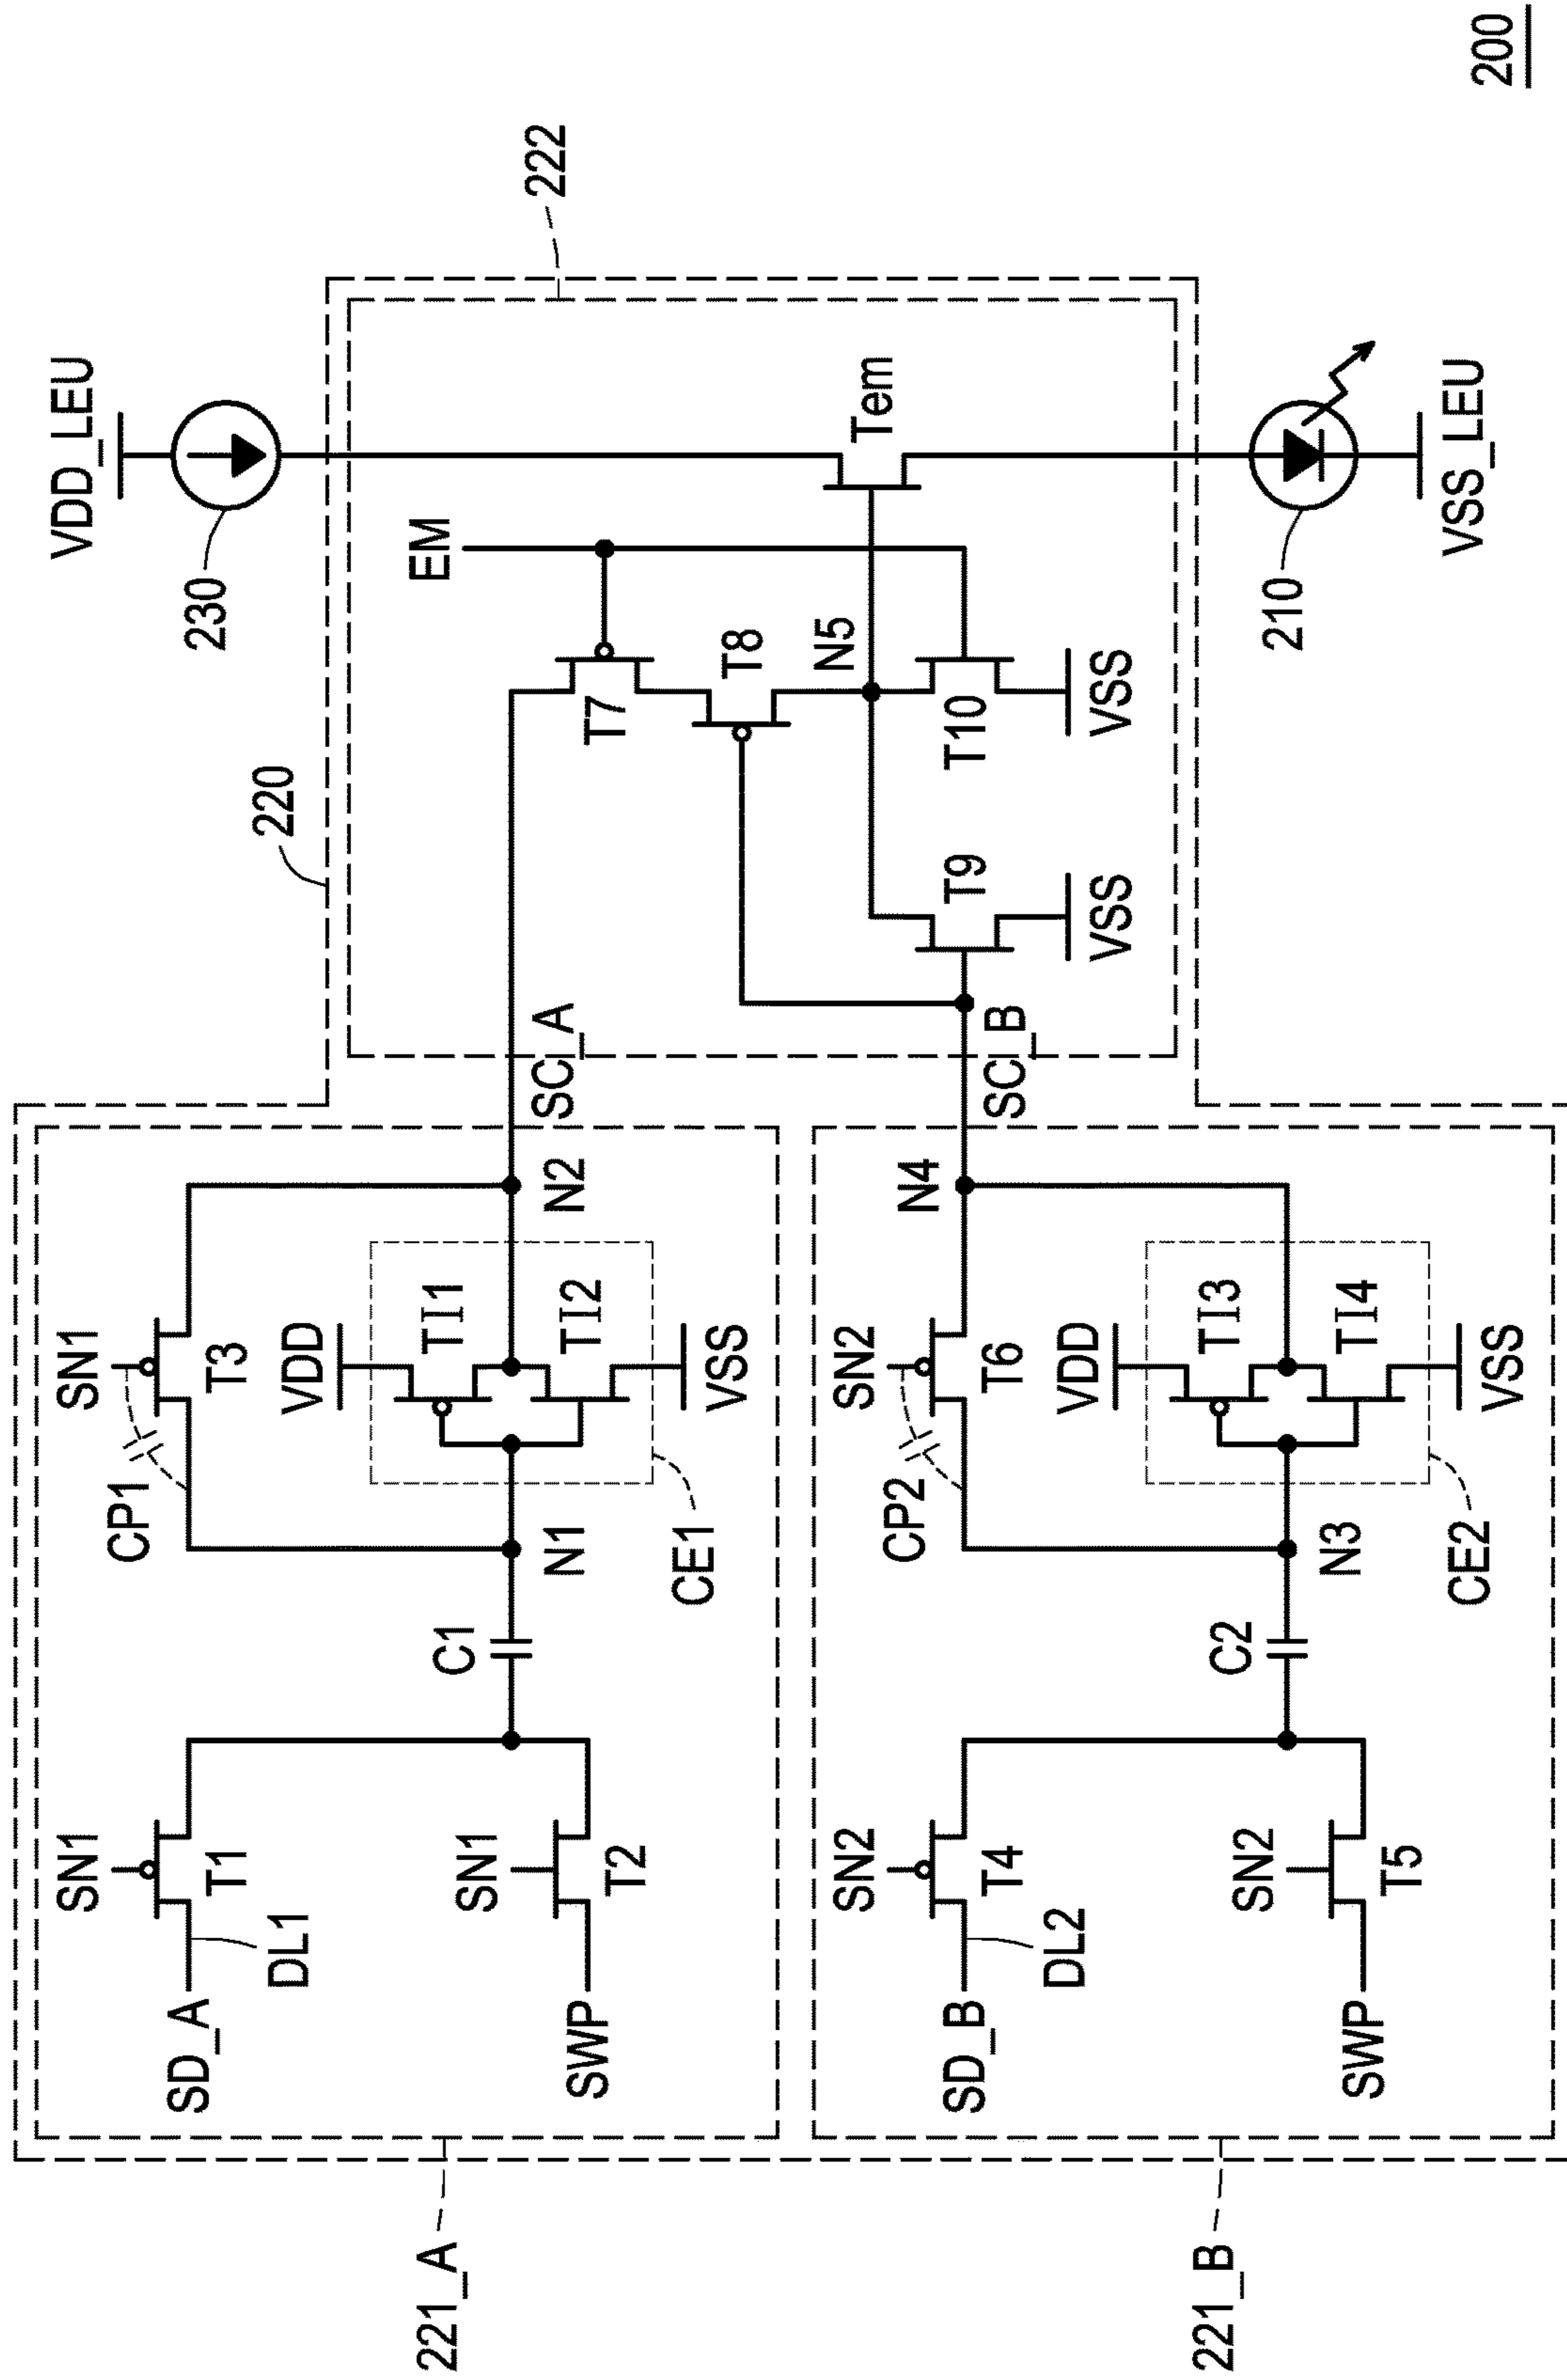 200
222
VDD_LEU
230
220
EM
T7
T8
N5
Tem
T10
VSS
T9
VSS
210
VSS_LEU
SC_A
SC_B
SN1
T3
CP1
N2
VDD
TI1
TI2
VSS
N1
CE1
C1
SN1
T1
DL1
SD_A
SN1
T2
SWP
221_A
SN2
T6
CP2
N4
VDD
TI3
TI4
VSS
N3
CE2
C2
SN2
T4
DL2
SD_B
SN2
T5
SWP
221_B